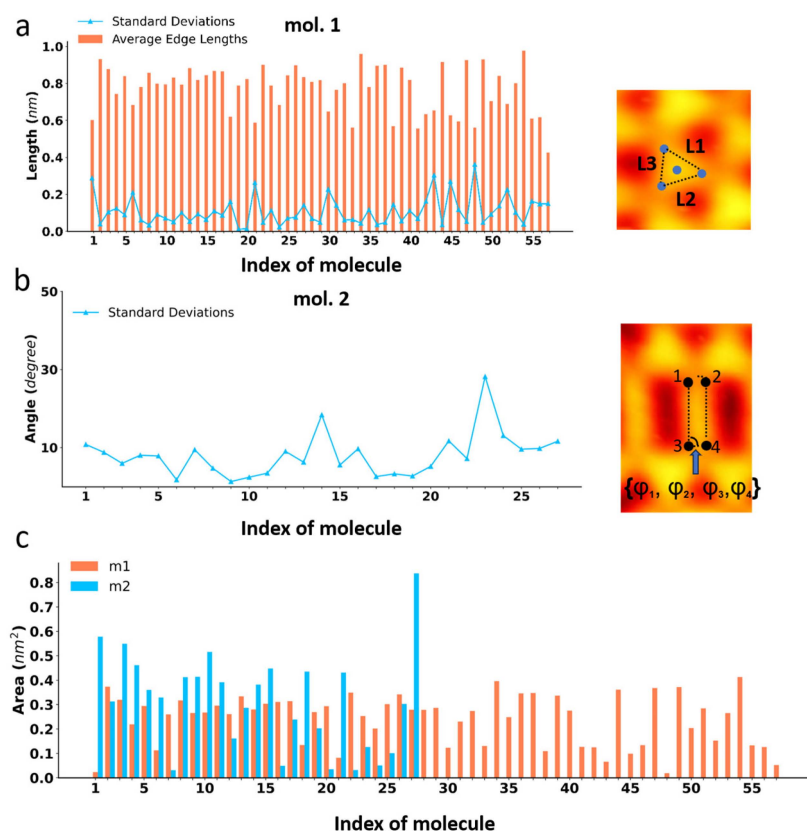 a
mol. 1
Standard Deviations
Average Edge Lengths
Length (nm)
1.0
0.8
0.6
0.4
0.2
0.0
1 5 10 15 20 25 30 35 40 45 50 55
Index of molecule
L1
L3
L2
b
mol. 2
Standard Deviations
Angle (degree)
50
30
10
1 5 10 15 20 25
Index of molecule
1 2
3 4
{φ₁, φ₂, φ₃,φ₄}
c
m1
m2
Area (nm²)
0.8
0.7
0.6
0.5
0.4
0.3
0.2
0.1
0.0
1 5 10 15 20 25 30 35 40 45 50 55
Index of molecule